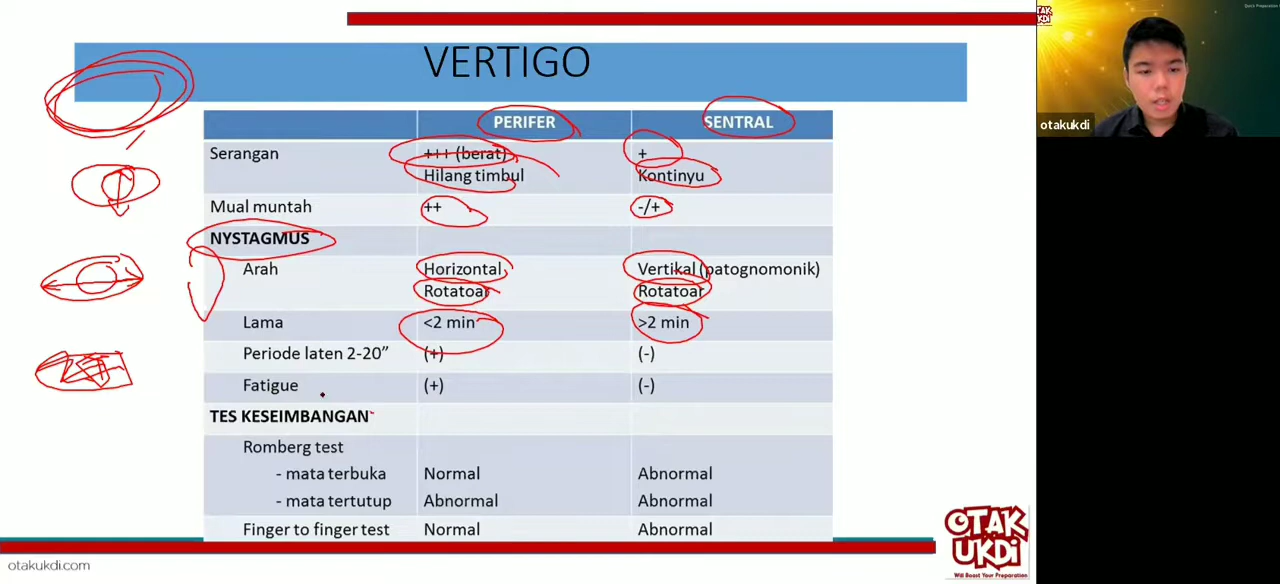 VERTIGO
PERIFER SENTRAL
Serangan +++ (berat) +
Hilang timbul Kontinyu
Mual muntah ++ -/+
NYSTAGMUS
Arah Horizontal Vertikal (patognomonik)
Rotatoar Rotatoar
Lama <2 min >2 min
Periode laten 2-20” (+) (-)
Fatigue (+) (-)
TES KESEIMBANGAN
Romberg test
- mata terbuka Normal Abnormal
- mata tertutup Abnormal Abnormal
Finger to finger test Normal Abnormal
otakukdi.com
OTAK
UKDI
Will Boost Your Preparation
OTAK
UKDI
otakukdi